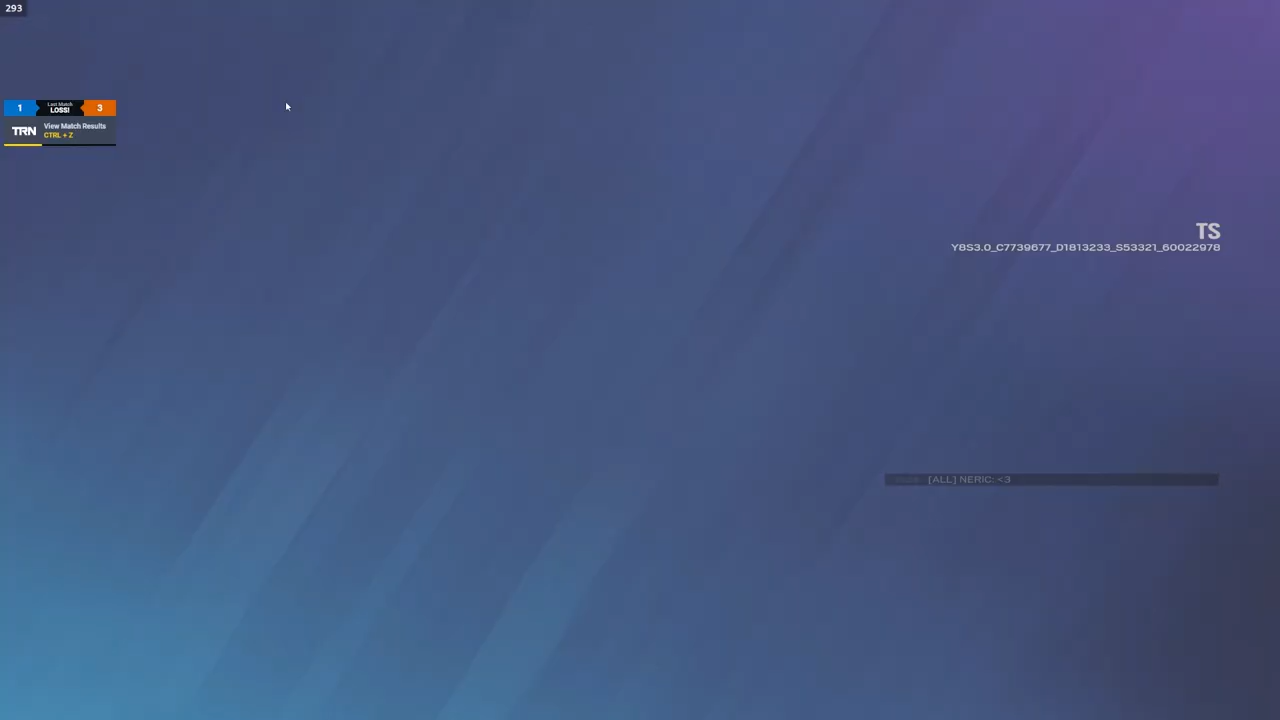 293
1
Last Match
LOSS!
3
TRN
View Match Results
CTRL + Z
TS
Y8S3.0_C7739677_D1813233_S53321_60022978
[ALL] NERIC: <3